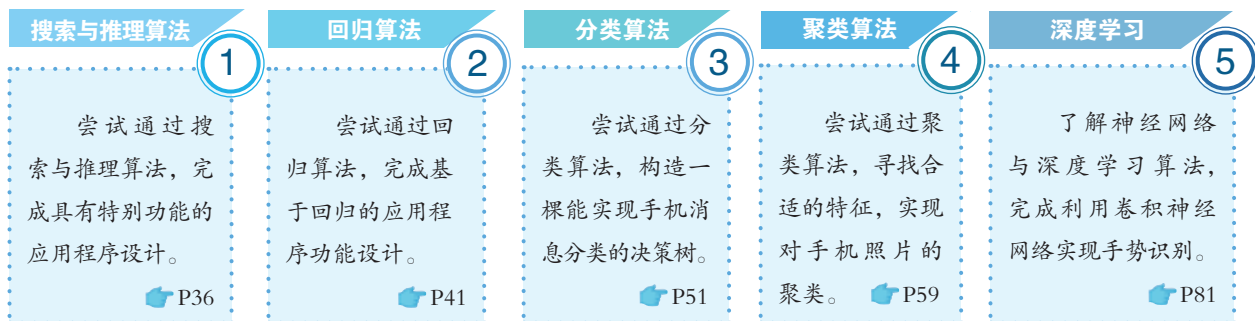 搜索与推理算法
1
尝试通过搜
索与推理算法，完
成具有特别功能的
应用程序设计。
P36
回归算法
2
尝试通过回
归算法，完成基
于回归的应用程
序功能设计。
P41
分类算法
3
尝试通过分
类算法，构造一
棵能实现手机消
息分类的决策树。
P51
聚类算法
4
尝试通过聚
类算法，寻找合
适的特征，实现
对手机照片的
聚类。 P59
深度学习
5
了解神经网络
与深度学习算法，
完成利用卷积神经
网络实现手势识别。
P81